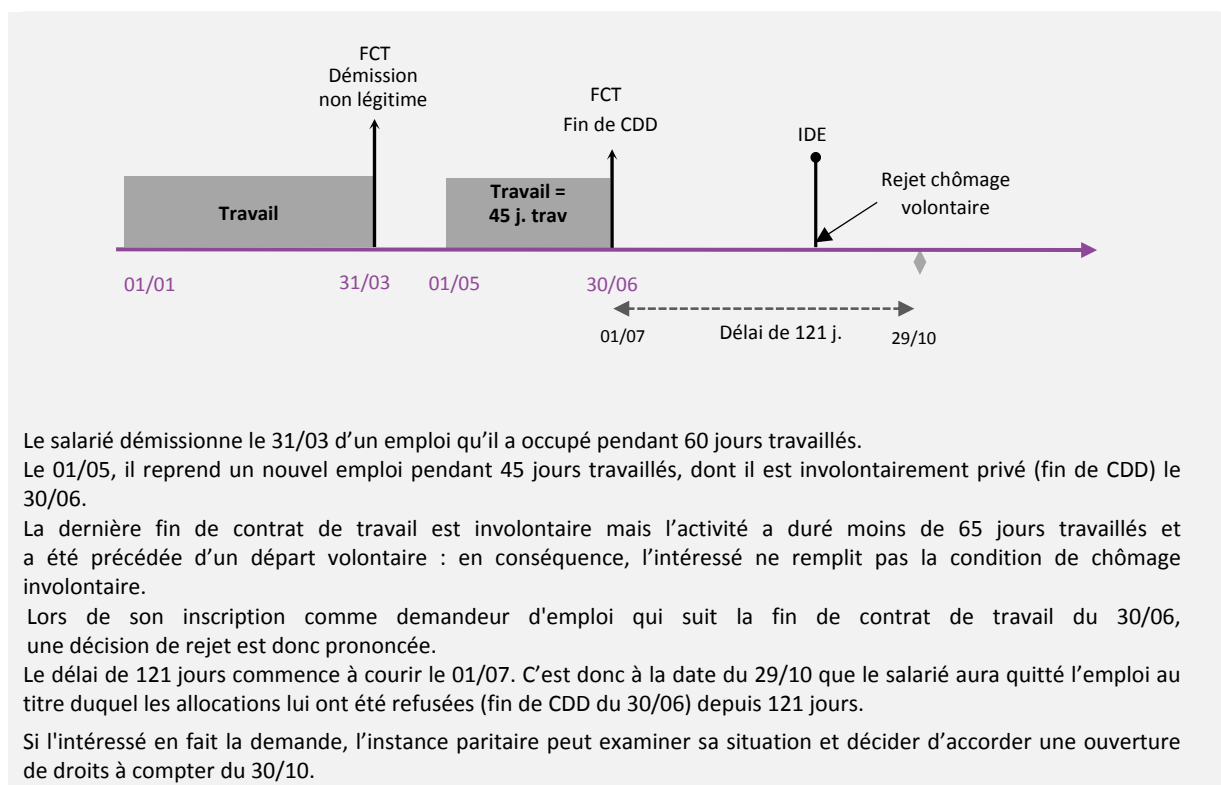 FCT
Démission
non légitime
FCT
Fin de CDD
IDE
Rejet chômage
volontaire
Travail
Travail =
45 j. trav
01/01
31/03
01/05
30/06
01/07
Délai de 121 j.
29/10
Le salarié démissionne le 31/03 d’un emploi qu’il a occupé pendant 60 jours travaillés.
Le 01/05, il reprend un nouvel emploi pendant 45 jours travaillés, dont il est involontairement privé (fin de CDD) le
30/06.
La dernière fin de contrat de travail est involontaire mais l’activité a duré moins de 65 jours travaillés et
a été précédée d’un départ volontaire : en conséquence, l’intéressé ne remplit pas la condition de chômage
involontaire.
Lors de son inscription comme demandeur d'emploi qui suit la fin de contrat de travail du 30/06,
une décision de rejet est donc prononcée.
Le délai de 121 jours commence à courir le 01/07. C’est donc à la date du 29/10 que le salarié aura quitté l’emploi au
titre duquel les allocations lui ont été refusées (fin de CDD du 30/06) depuis 121 jours.
Si l'intéressé en fait la demande, l’instance paritaire peut examiner sa situation et décider d’accorder une ouverture
de droits à compter du 30/10.